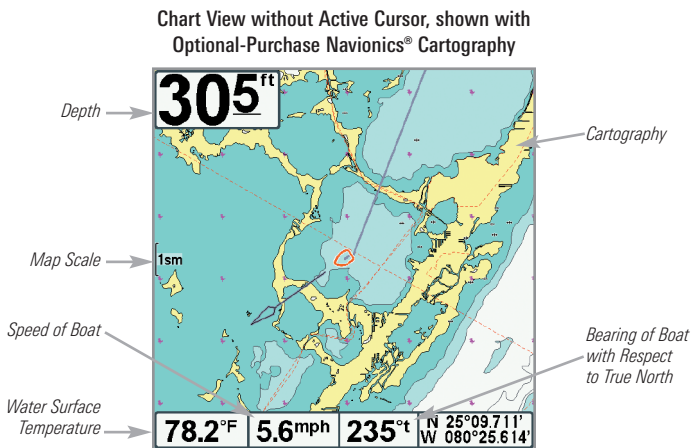 Chart View without Active Cursor, shown with
Optional-Purchase Navionics® Cartography
305 ft
Depth
Cartography
Map Scale
1sm
Speed of Boat
Bearing of Boat
with Respect
to True North
Water Surface
Temperature
78.2°F 5.6mph 235°t N 25°09.711'
W 080°25.614'